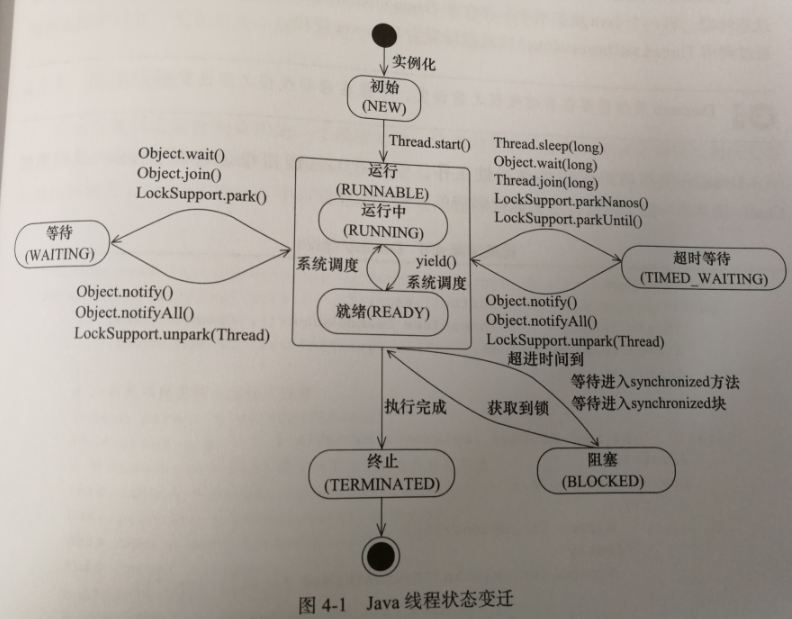 实例化
初始
(NEW)
Thread.start()
Object.wait()
Object.join()
LockSupport.park()
Thread.sleep(long)
Object.wait(long)
Thread.join(long)
LockSupport.parkNanos()
LockSupport.parkUntil()
运行
(RUNNABLE)
运行中
(RUNNING)
等待
(WAITING)
系统调度
yield()
系统调度
超时等待
(TIMED_WAITING)
就绪(READY)
Object.notify()
Object.notifyAll()
LockSupport.unpark(Thread)
Object.notify()
Object.notifyAll()
LockSupport.unpark(Thread)
超进时间到
等待进入synchronized方法
等待进入synchronized块
执行完成
获取到锁
终止
(TERMINATED)
阻塞
(BLOCKED)
图 4-1 Java 线程状态变迁